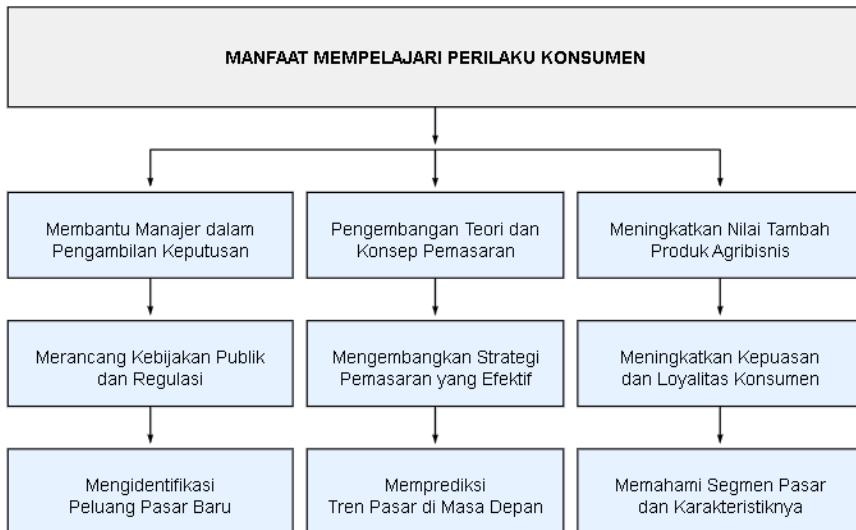 MANFAAT MEMPELAJARI PERILAKU KONSUMEN
Membantu Manajer dalam
Pengambilan Keputusan
Pengembangan Teori dan
Konsep Pemasaran
Meningkatkan Nilai Tambah
Produk Agribisnis
Merancang Kebijakan Publik
dan Regulasi
Mengembangkan Strategi
Pemasaran yang Efektif
Meningkatkan Kepuasan
dan Loyalitas Konsumen
Mengidentifikasi
Peluang Pasar Baru
Memprediksi
Tren Pasar di Masa Depan
Memahami Segmen Pasar
dan Karakteristiknya